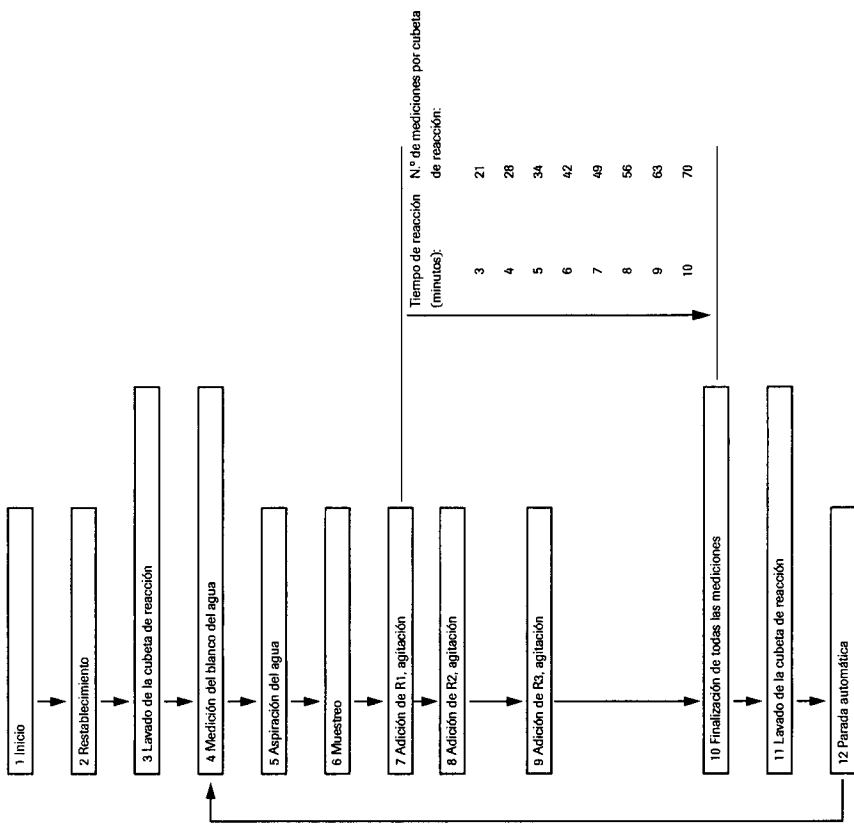 1 Inicio
2 Restablecimiento
3 Lavado de la cubeta de reacción
4 Medición del blanco del agua
5 Aspiración del agua
6 Muestreo
7 Adición de R1, agitación
8 Adición de R2, agitación
9 Adición de R3, agitación
10 Finalización de todas las mediciones
11 Lavado de la cubeta de reacción
12 Parada automática
Tiempo de reacción N.º de mediciones por cubeta
(minutos): de reacción:
3 21
4 28
5 34
6 42
7 49
8 56
9 63
10 70